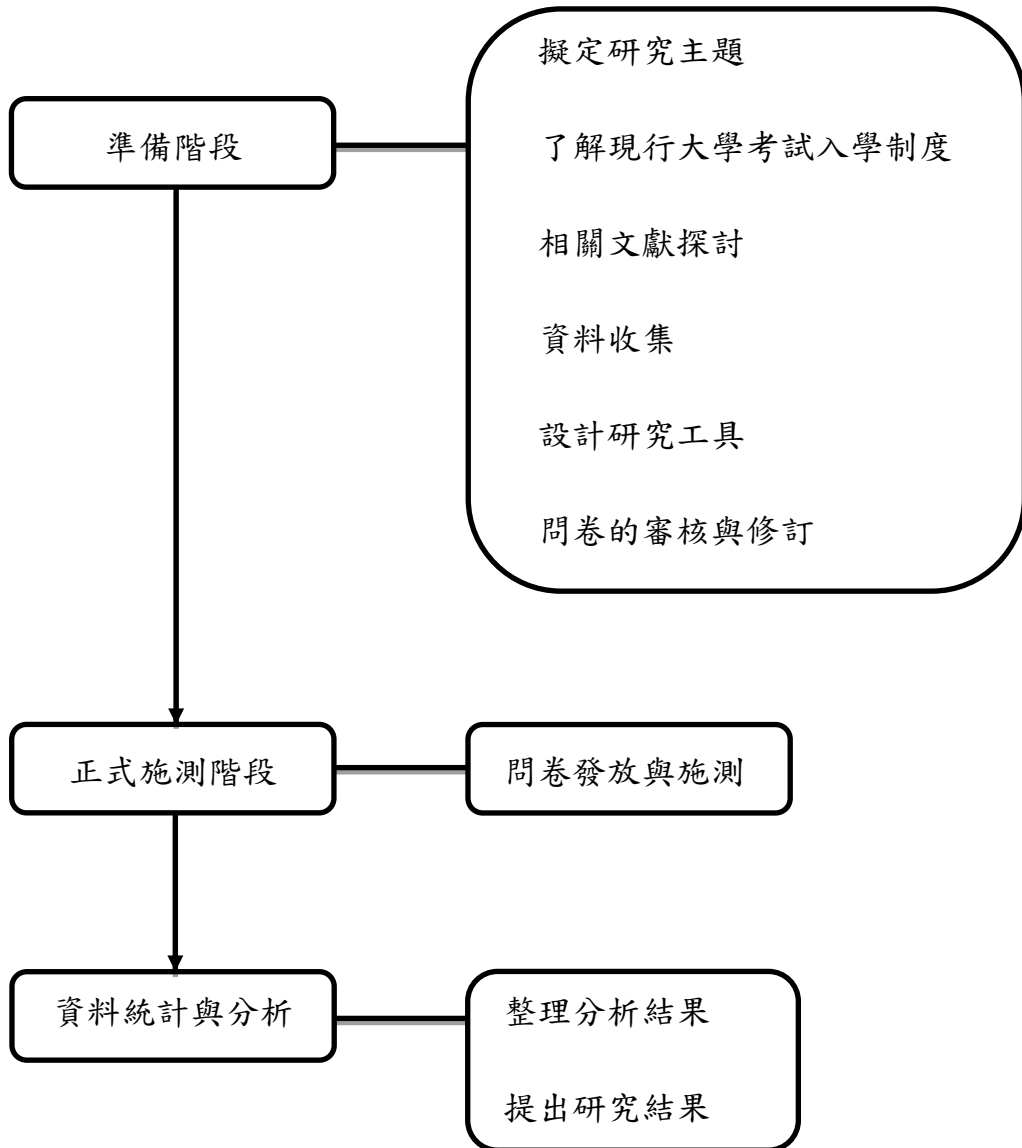 準備階段
擬定研究主題
了解現行大學考試入學制度
相關文獻探討
資料收集
設計研究工具
問卷的審核與修訂
正式施測階段
問卷發放與施測
資料統計與分析
整理分析結果
提出研究結果